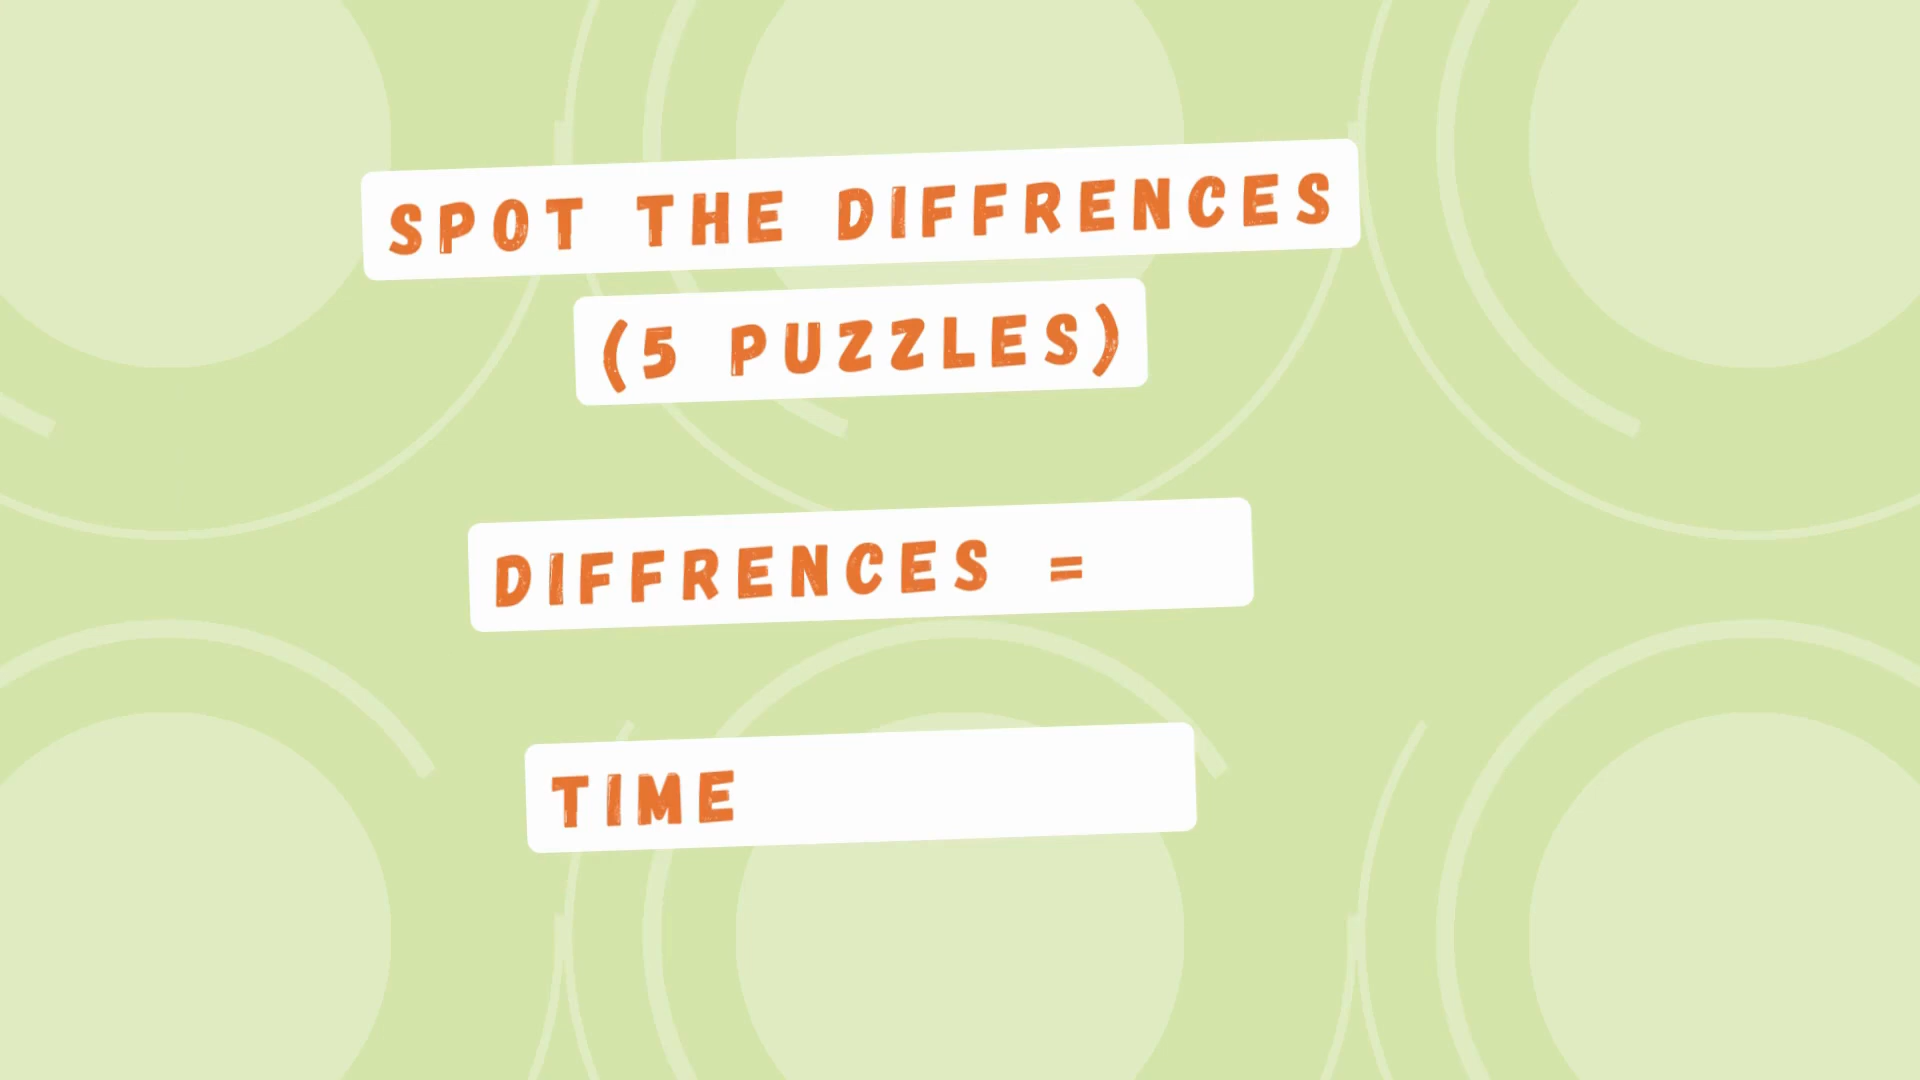 SPOT THE DIFFRENCES
(5 PUZZLES)
DIFFRENCES =
TIME